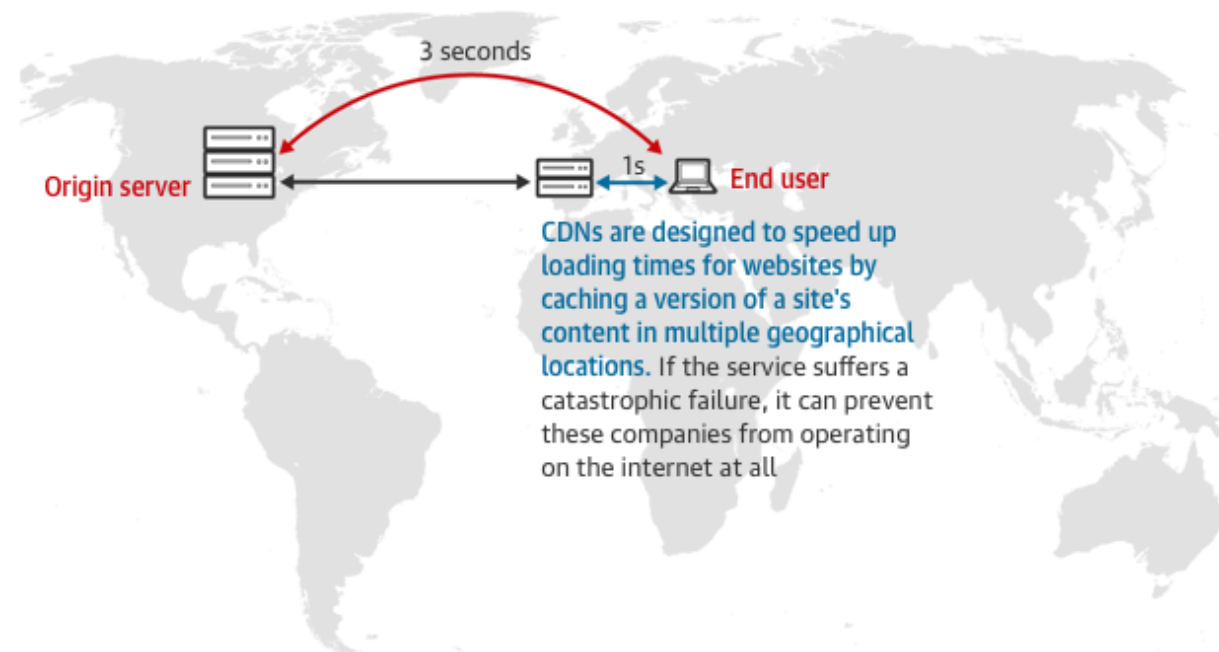 3 seconds
Origin server
1s
End user
CDNs are designed to speed up
loading times for websites by
caching a version of a site's
content in multiple geographical
locations. If the service suffers a
catastrophic failure, it can prevent
these companies from operating
on the internet at all